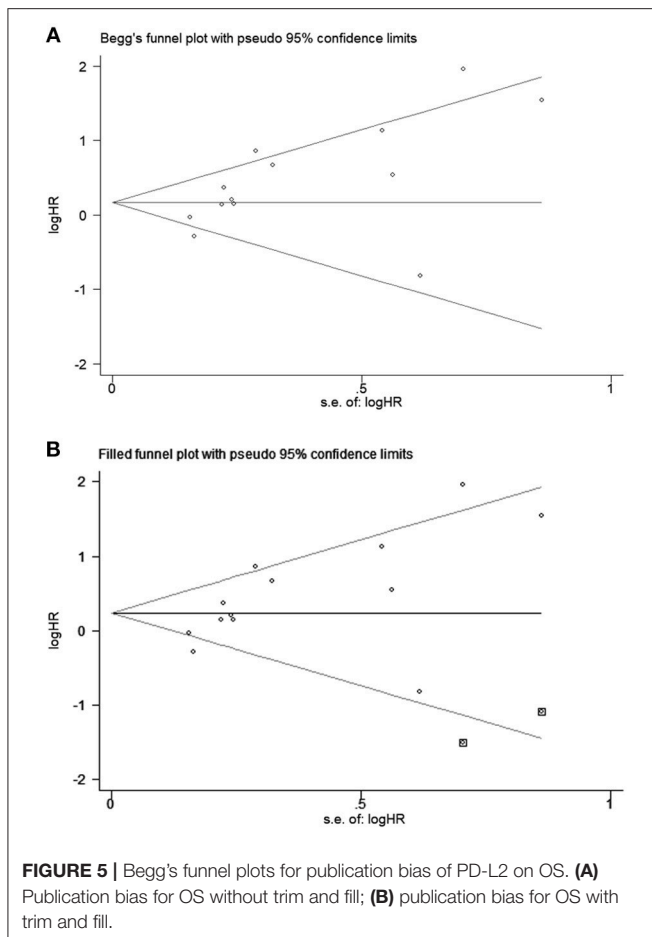 A
Begg's funnel plot with pseudo 95% confidence limits
2
1
0
-1
-2
logHR
0
.5
1
s.e. of: logHR
B
Filled funnel plot with pseudo 95% confidence limits
2
1
0
-1
-2
logHR
0
.5
1
s.e. of: logHR
FIGURE 5 | Begg's funnel plots for publication bias of PD-L2 on OS. (A)
Publication bias for OS without trim and fill; (B) publication bias for OS with
trim and fill.